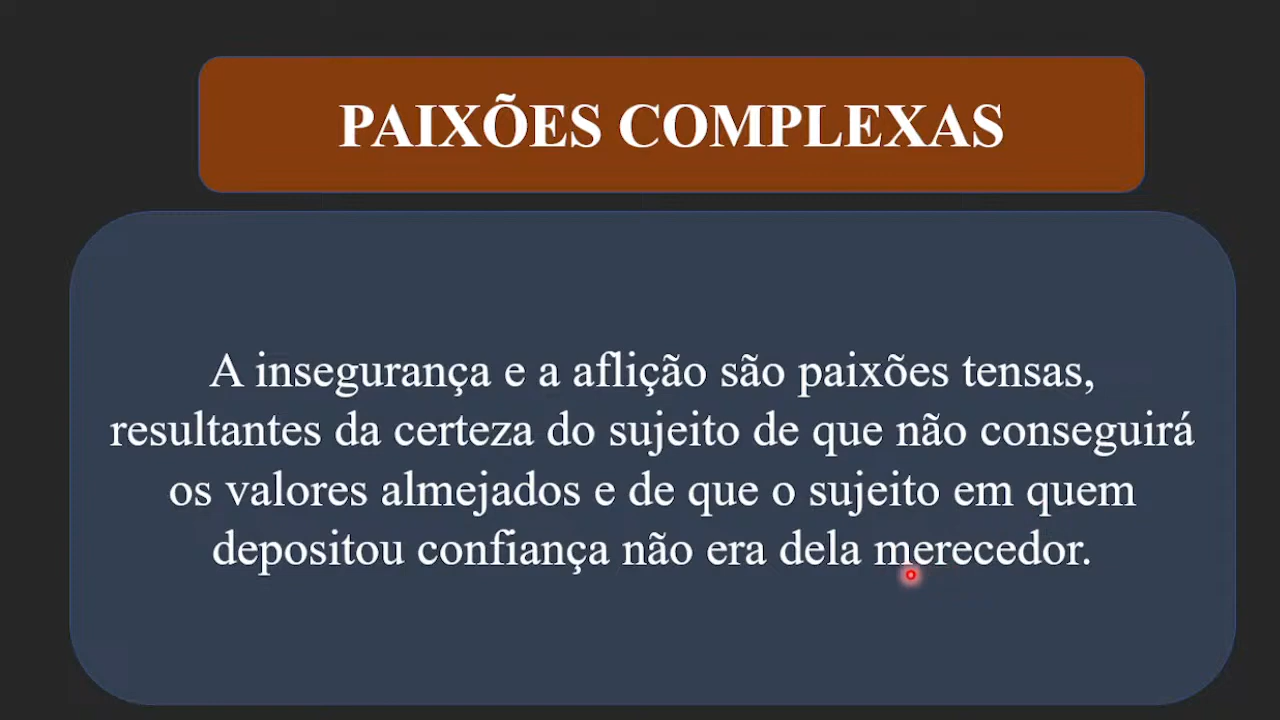 PAIXÕES COMPLEXAS
A insegurança e a aflição são paixões tensas,
resultantes da certeza do sujeito de que não conseguirá
os valores almejados e de que o sujeito em quem
depositou confiança não era dela merecedor.